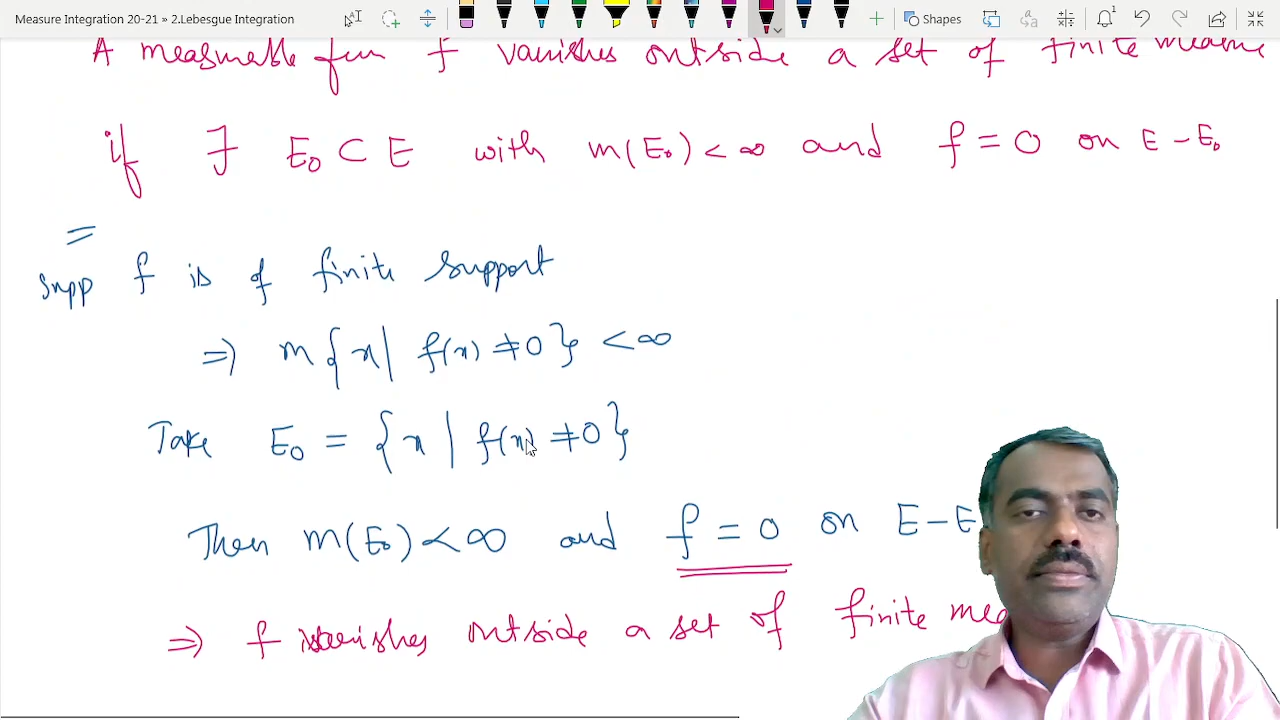 Measure Integration 20-21 » 2.Lebesgue Integration
Shapes
A measurable fun f vanishes outside a set of finite measure
if ∃ E₀ ⊂ E with m(E₀) < ∞ and f = 0 on E - E₀
=
Supp f is of finite support
⇒ m{x| f(x) ≠ 0} < ∞
Take E₀ = {x | f(x) ≠ 0}
Then m(E₀) < ∞ and f = 0 on E - E
⇒ f vanishes outside a set of finite mea